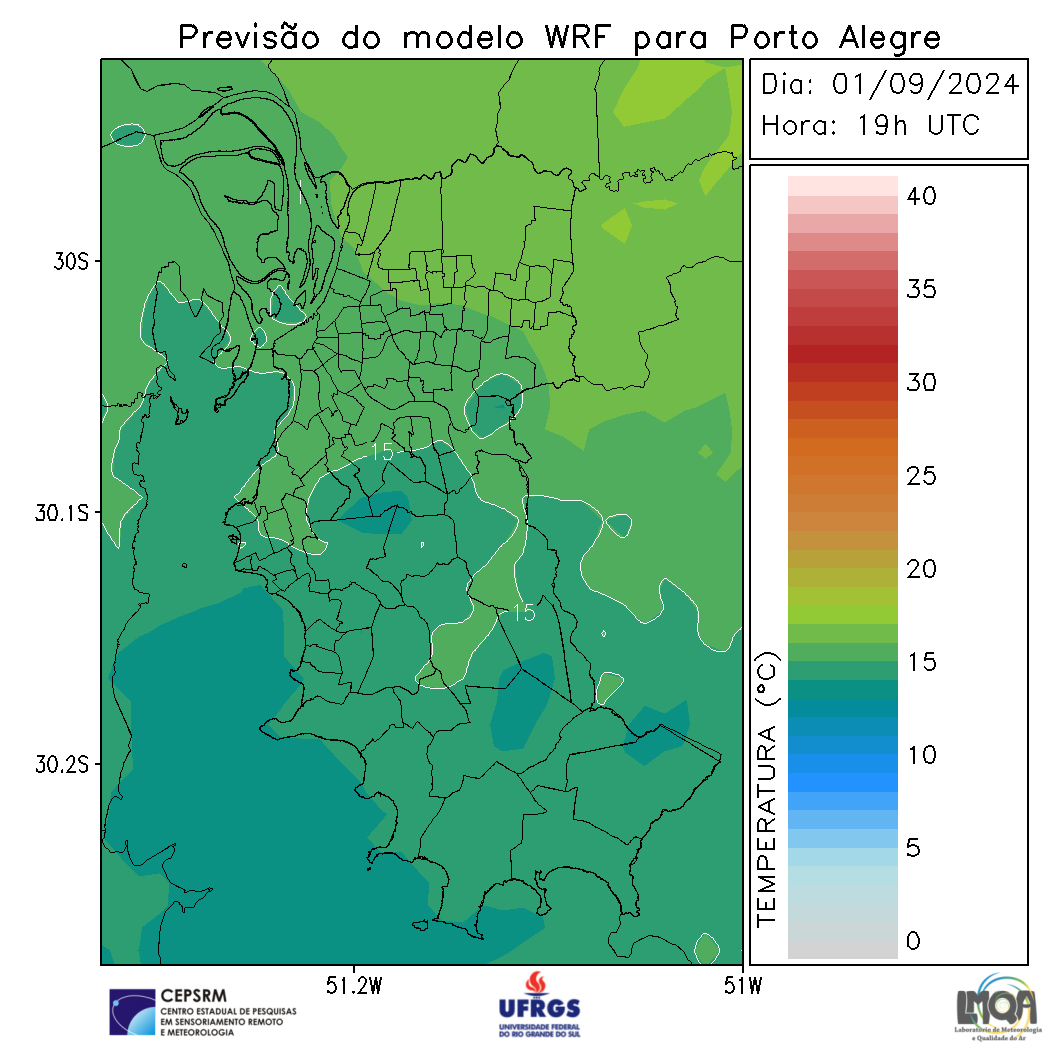 Previsão do modelo WRF para Porto Alegre
Dia: 01/09/2024
Hora: 19h UTC
30S
30.1S
30.2S
51.2W
51W
15
15
TEMPERATURA (°C)
40
35
30
25
20
15
10
5
0
CEPSRM
CENTRO ESTADUAL DE PESQUISAS
EM SENSORIAMENTO REMOTO
E METEOROLOGIA
UFRGS
UNIVERSIDADE FEDERAL
DO RIO GRANDE DO SUL
LMQA
Laboratório de Meteorologia
e Qualidade do Ar